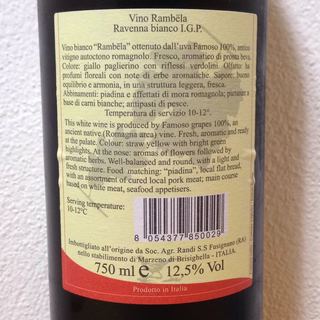 Vino Rambëla
Ravenna bianco I.G.P.
Vino bianco "Rambëla" ottenuto dall'uva Famoso 100%, antico
vitigno autoctono romagnolo. Fresco, aromatico di pronta beva.
Colore: giallo paglierino con riflessi verdolini. Olfatto: ha
profumi floreali con note di erbe aromatiche. Sapore: buon
equilibrio e armonia, in una struttura leggera, fresca.
Abbinamenti: piadina e affettati di mora romagnola; pietanze a
base di carni bianche; antipasti di pesce.
Temperatura di servizio 10-12°.
This white wine is produced by Famoso grapes 100%, an
ancient native.(Romagna area) vine. Fresh, aromatic and ready
at the palate. Colour: straw yellow with bright green
highlights. At the nose: aromas of flowers followed by
aromatic herbs. Well-balanced and round, with a light and
fresh structure. Food matching: "piadina", local flat bread,
with an assortment of cured local pork meat; main course
based on white meat, seafood appetisers.
Serving temperature:
10-12°C
8 054377 850029
Imbottigliato all'origine da Soc. Agr. Randi S.S Fusignano (RA)
nello stabilimento di Marzeno di Brisighella - ITALIA.
750 ml e 12,5% Vol
Prodotto in Italia